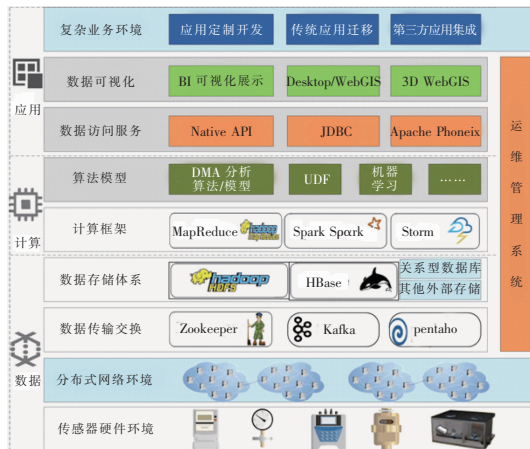 复杂业务环境
应用定制开发
传统应用迁移
第三方应用集成
数据可视化
BI 可视化展示
Desktop/WebGIS
3D WebGIS
应用
数据访问服务
Native API
JDBC
Apache Phoneix
运维管理系统
算法模型
DMA 分析
算法/模型
UDF
机器
学习
……
计算
计算框架
MapReduce
hadoop
MapReduce
Spark Spark
Storm
数据存储体系
hadoop
HDFS
HBase
关系型数据库
其他外部存储
数据传输交换
Zookeeper
Kafka
pentaho
数据
分布式网络环境
传感器硬件环境